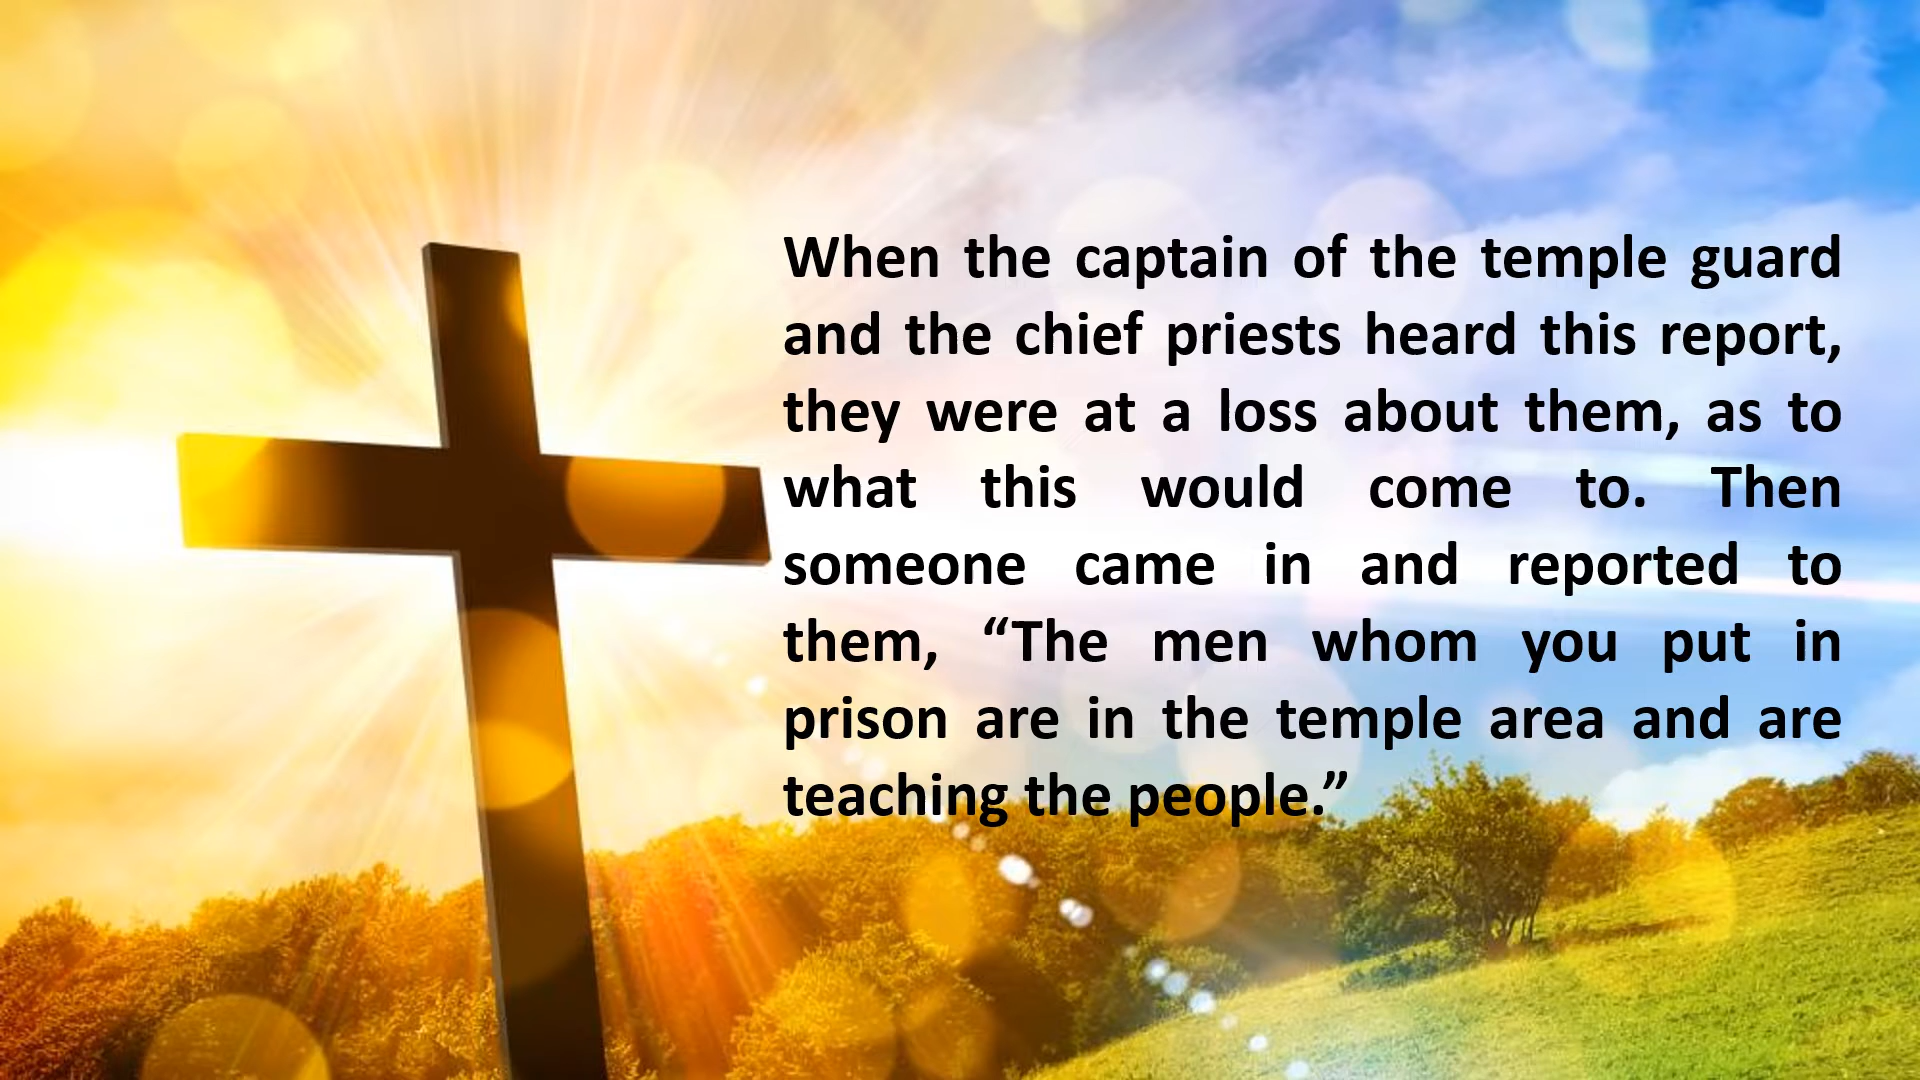 When the captain of the temple guard
and the chief priests heard this report,
they were at a loss about them, as to
what this would come to. Then
someone came in and reported to
them, “The men whom you put in
prison are in the temple area and are
teaching the people.”